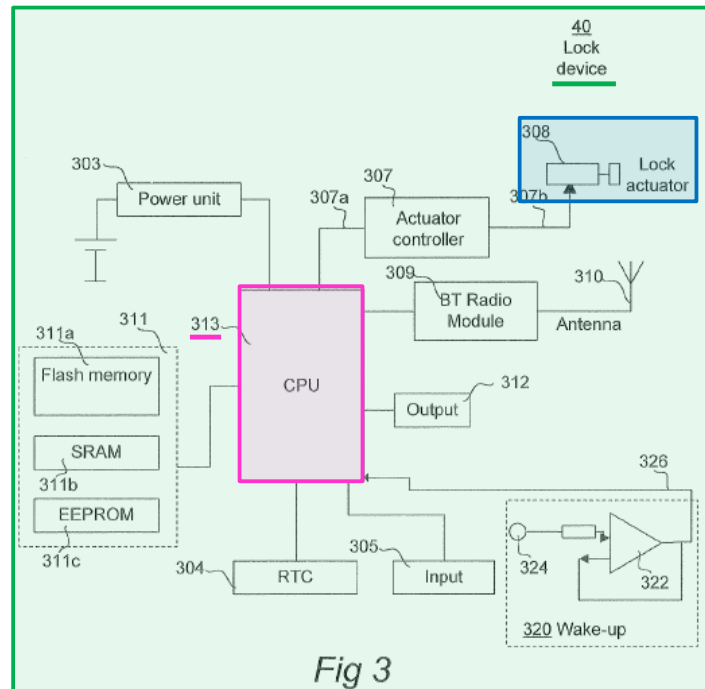 40
Lock
device
308
Lock
actuator
303
Power unit
307
307a
Actuator
controller
307b
309
BT Radio
Module
310
Antenna
313
CPU
311
311a
Flash memory
SRAM
311b
EEPROM
311c
Output
312
326
304
RTC
305
Input
324
322
320 Wake-up
Fig 3